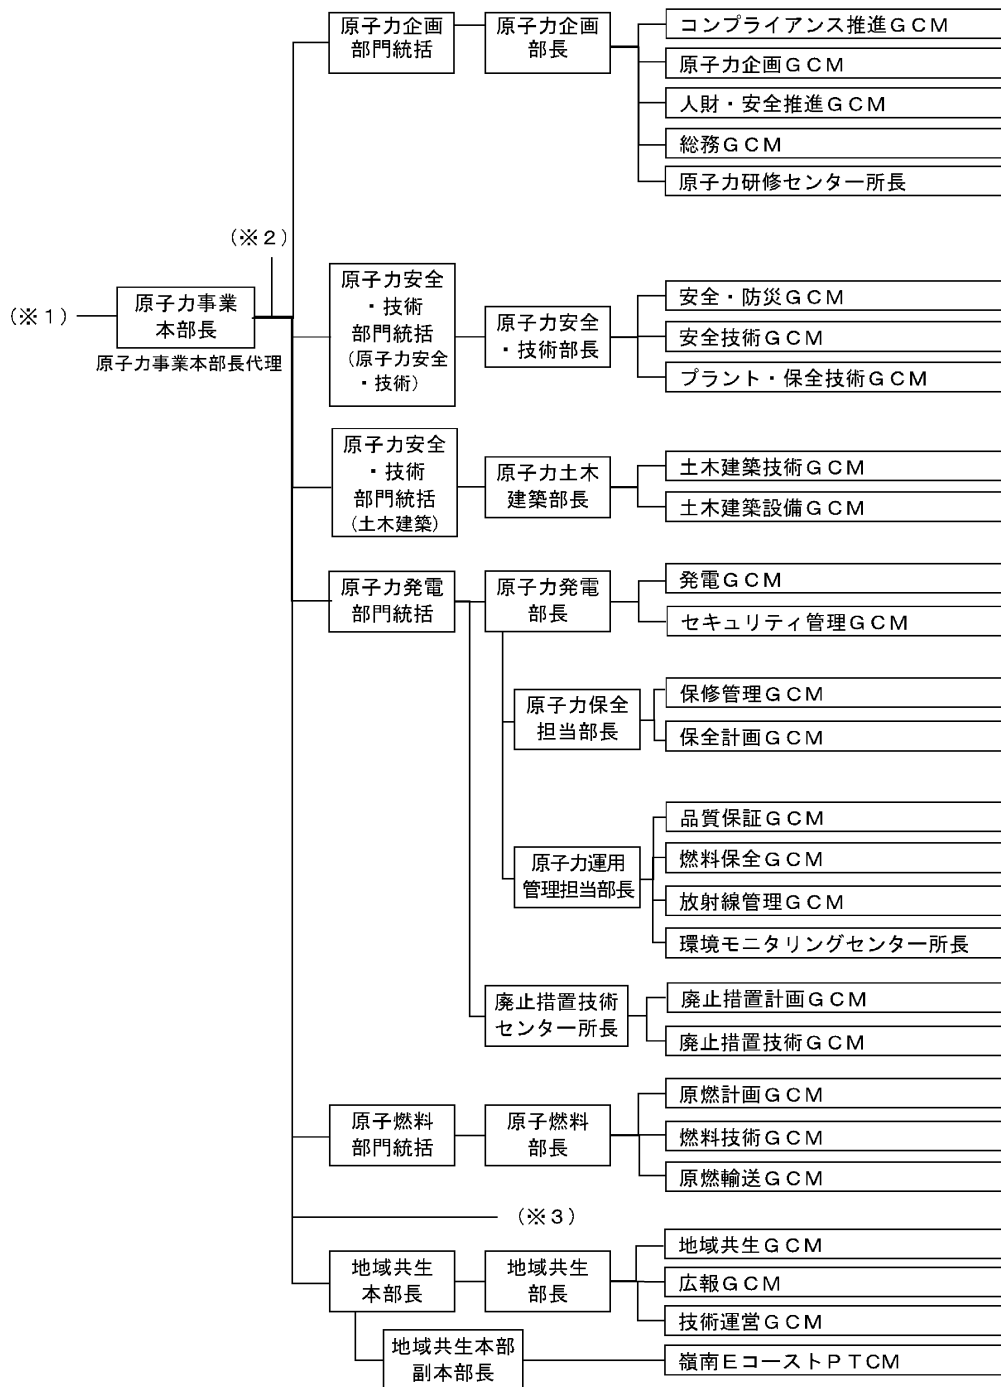 原子力企画
部門統括
原子力企画
部長
コンプライアンス推進ＧＣＭ
原子力企画ＧＣＭ
人財・安全推進ＧＣＭ
総務ＧＣＭ
原子力研修センター所長
（※２）
（※１）
原子力事業
本部長
原子力事業本部長代理
原子力安全
・技術
部門統括
（原子力安全
・技術）
原子力安全
・技術部長
安全・防災ＧＣＭ
安全技術ＧＣＭ
プラント・保全技術ＧＣＭ
原子力安全
・技術
部門統括
（土木建築）
原子力土木
建築部長
土木建築技術ＧＣＭ
土木建築設備ＧＣＭ
原子力発電
部門統括
原子力発電
部長
発電ＧＣＭ
セキュリティ管理ＧＣＭ
原子力保全
担当部長
保修管理ＧＣＭ
保全計画ＧＣＭ
原子力運用
管理担当部長
品質保証ＧＣＭ
燃料保全ＧＣＭ
放射線管理ＧＣＭ
環境モニタリングセンター所長
廃止措置技術
センター所長
廃止措置計画ＧＣＭ
廃止措置技術ＧＣＭ
原子燃料
部門統括
原子燃料
部長
原燃計画ＧＣＭ
燃料技術ＧＣＭ
原燃輸送ＧＣＭ
（※３）
地域共生
本部長
地域共生
部長
地域共生ＧＣＭ
広報ＧＣＭ
技術運営ＧＣＭ
地域共生本部
副本部長
嶺南ＥコーストＰＴＣＭ